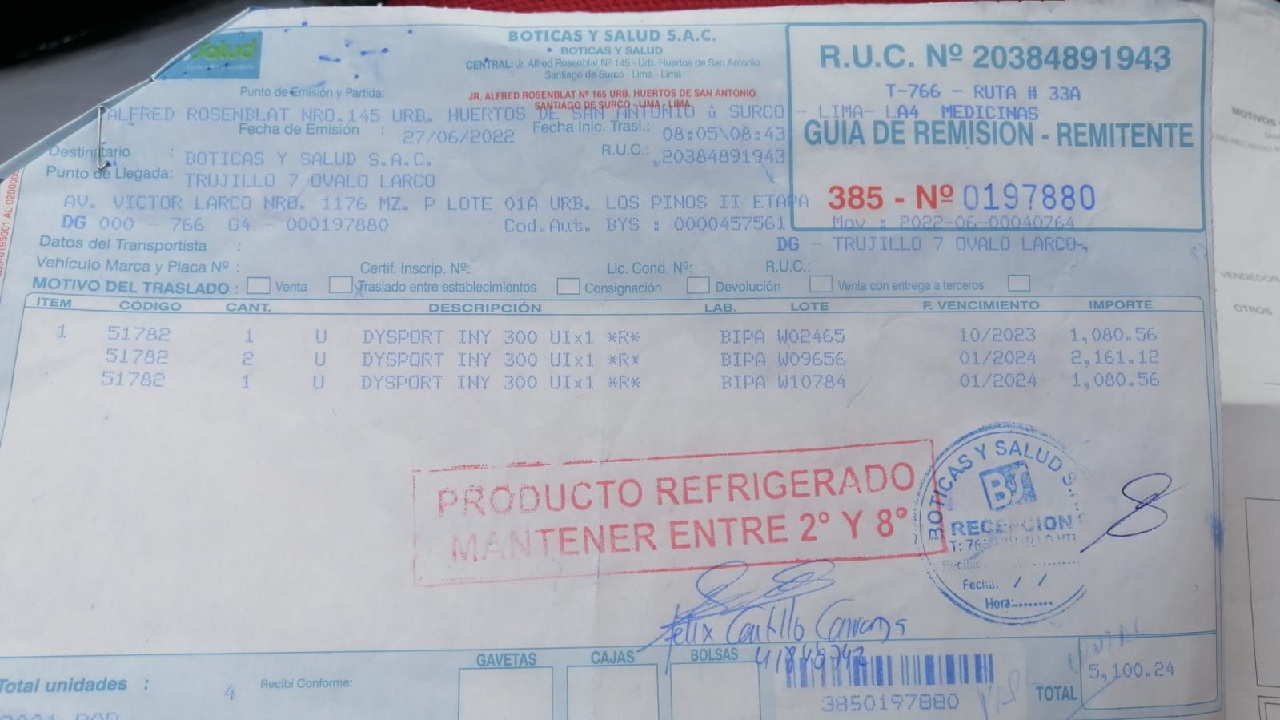 Salud
BOTICAS Y SALUD S.A.C.
BOTICAS Y SALUD
CENTRAL: Jr. Alfred Rosenblat Nº 145 - Urb. Huertos de San Antonio
Santiago de Surco - Lima - Lima
JR. ALFRED ROSENBLAT Nº 165 URB. HUERTOS DE SAN ANTONIO
SANTIAGO DE SURCO - LIMA - LIMA
R.U.C. Nº 20384891943
T-766 - RUTA # 33A
Punto de Emisión y Partida:
ALFRED ROSENBLAT NRO.145 URB. HUERTOS DE SAN ANTONIO ù SURCO - LIMA- LA4 MEDICINAS
GUIA DE REMISIÓN - REMITENTE
Fecha de Emisión : 27/06/2022 Fecha Inic. Trasl.: 08:05\08:43
Destinatario : BOTICAS Y SALUD S.A.C. R.U.C.: 20384891943
Punto de Llegada: TRUJILLO 7 OVALO LARCO
385 - Nº 0197880
AV. VICTOR LARCO NRO. 1176 MZ. P LOTE 01A URB. LOS PINOS II ETAPA
DG 000 - 766 G4 - 000197880 Cod.Aut. BYS : 0000457561 Mov : 2022-06-00040764
Datos del Transportista : DG - TRUJILLO 7 OVALO LARCO-
Vehículo Marca y Placa Nº : Certif. Inscrip. Nº: Lic. Cond. Nº: R.U.C.:
MOTIVO DEL TRASLADO : Venta Traslado entre establecimientos Consignación Devolución Venta con entrega a terceros
ITEM CÓDIGO CANT. DESCRIPCIÓN LAB. LOTE F. VENCIMIENTO IMPORTE
1 51782 1 U DYSPORT INY 300 UIx1 *R* BIPA W02465 10/2023 1,080.56
51782 2 U DYSPORT INY 300 UIx1 *R* BIPA W09656 01/2024 2,161.12
51782 1 U DYSPORT INY 300 UIx1 *R* BIPA W10784 01/2024 1,080.56
PRODUCTO REFRIGERADO
MANTENER ENTRE 2° Y 8°
BOTICAS Y SALUD
RECEPCION
Fecha: / /
Hora:........
Felix Castillo
GAVETAS CAJAS BOLSAS
Total unidades : 4 Recibí Conforme:
3850197880
TOTAL 5,100.24
MOTIVOS
VENDEDOR
OTROS